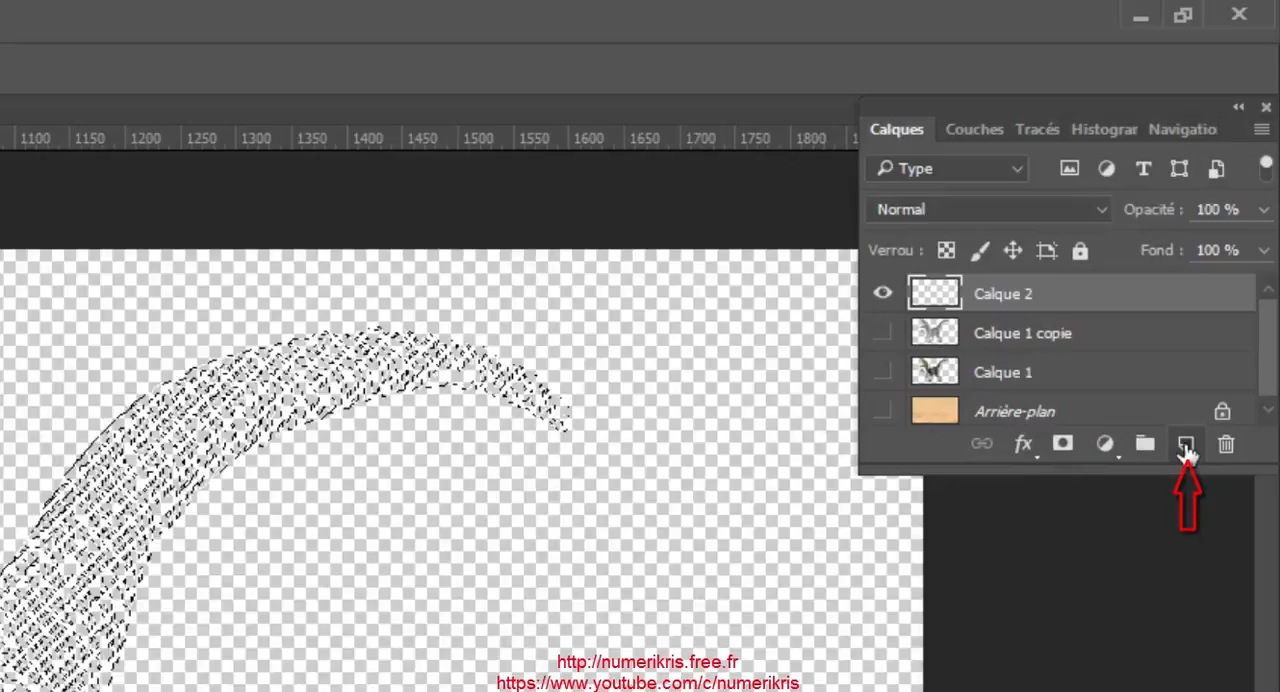 1100 1150 1200 1250 1300 1350 1400 1450 1500 1550 1600 1650 1700 1750 1800
Calques Couches Tracés Histograr Navigatio
Type
Normal Opacité : 100 %
Verrou : Fond : 100 %
Calque 2
Calque 1 copie
Calque 1
Arrière-plan
fx
http://numerikris.free.fr
https://www.youtube.com/c/numerikris